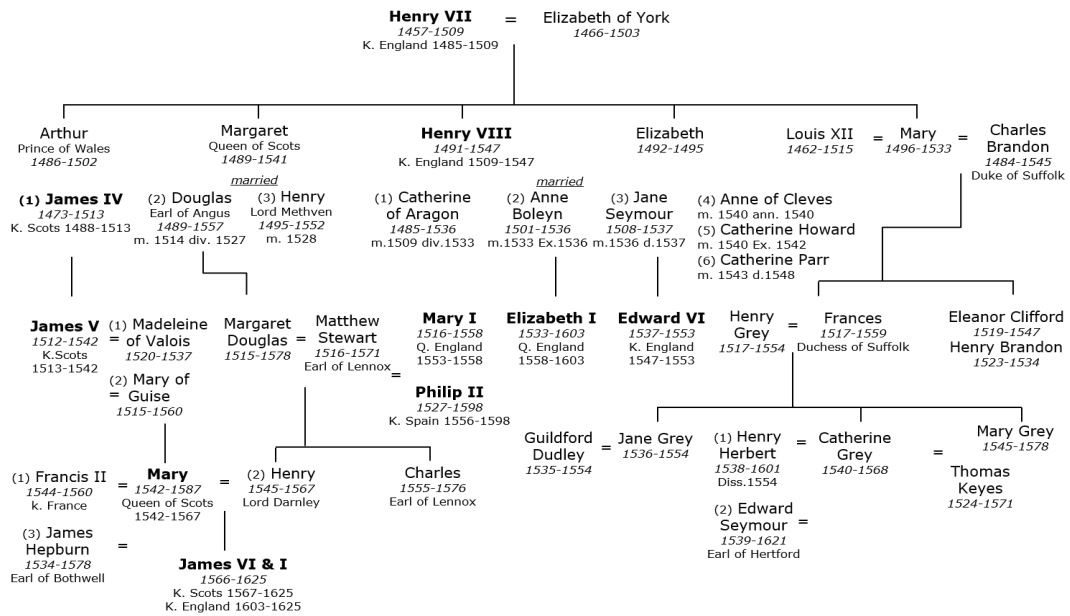 Henry VII = Elizabeth of York
1457-1509 1466-1503
K. England 1485-1509
Arthur
Prince of Wales
1486-1502
Margaret
Queen of Scots
1489-1541
Henry VIII
1491-1547
K. England 1509-1547
Elizabeth
1492-1495
Louis XII
1462-1515
=
Mary
1496-1533
=
Charles
Brandon
1484-1545
Duke of Suffolk
married
(1) James IV
1473-1513
K. Scots 1488-1513
(2) Douglas
Earl of Angus
1489-1557
m. 1514 div. 1527
(3) Henry
Lord Methven
1495-1552
m. 1528
married
(1) Catherine
of Aragon
1485-1536
m.1509 div.1533
(2) Anne
Boleyn
1501-1536
m.1533 Ex.1536
(3) Jane
Seymour
1508-1537
m.1536 d.1537
(4) Anne of Cleves
m. 1540 ann. 1540
(5) Catherine Howard
m. 1540 Ex. 1542
(6) Catherine Parr
m. 1543 d.1548
James V
1512-1542
K.Scots
1513-1542
(1) Madeleine
= of Valois
1520-1537
(2) Mary of
= Guise
1515-1560
Margaret
Douglas
1515-1578
=
Matthew
Stewart
1516-1571
Earl of Lennox
Mary I
1516-1558
Q. England
1553-1558
=
Philip II
1527-1598
K. Spain 1556-1598
Elizabeth I
1533-1603
Q. England
1558-1603
Edward VI
1537-1553
K. England
1547-1553
Henry
Grey
1517-1554
=
Frances
1517-1559
Duchess of Suffolk
Eleanor Clifford
1519-1547
Henry Brandon
1523-1534
(1) Francis II
1544-1560
k. France
=
Mary
1542-1587
Queen of Scots
1542-1567
=
(2) Henry
1545-1567
Lord Darnley
Charles
1555-1576
Earl of Lennox
Guildford
Dudley
1535-1554
=
Jane Grey
1536-1554
(1) Henry
Herbert
1538-1601
Diss.1554
=
Catherine
Grey
1540-1568
Mary Grey
1545-1578
=
Thomas
Keyes
1524-1571
(2) Edward
Seymour =
1539-1621
Earl of Hertford
(3) James
Hepburn =
1534-1578
Earl of Bothwell
James VI & I
1566-1625
K. Scots 1567-1625
K. England 1603-1625